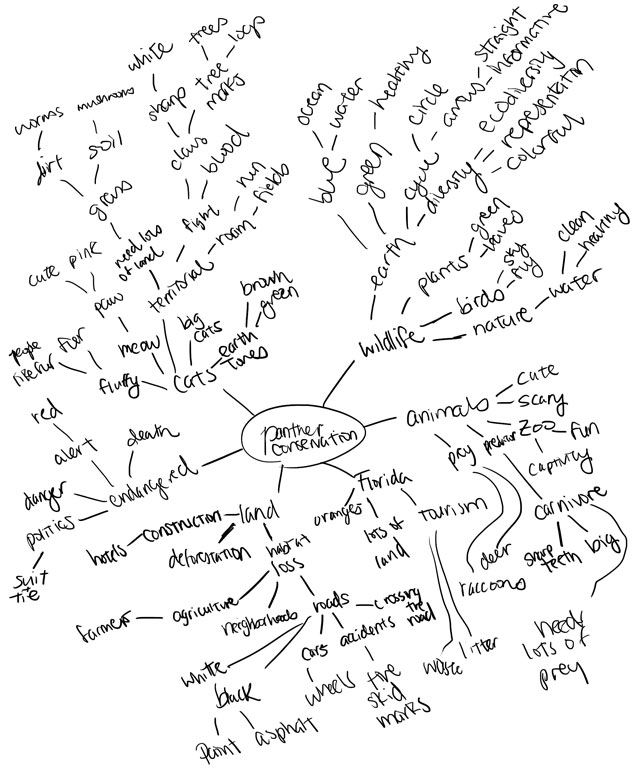 panther
conservation
cats
fluffy
fur
people
like fur
meow
paw
cute
pink
territorial
need lots
of land
grass
dirt
worms
soil
mushrooms
fight
claws
sharp
white
tree
marks
trees
logs
blood
roam
run
fields
big
cats
earth
tones
brown
green
wildlife
earth
blue
ocean
water
green
healthy
cycle
circle
arrows
straight
informative
diversity
ecodiversity
representation
colorful
plants
green
leaves
birds
sky
fly
nature
water
clean
healthy
animals
cute
scary
zoo
fun
captivity
predator
carnivore
sharp
teeth
big
needs
lots of
prey
prey
deer
raccoons
Florida
oranges
lots of
land
tourism
waste
litter
land
construction
hotels
deforestation
habitat
loss
agriculture
farmers
neighborhoods
roads
crossing
the
road
accidents
the
skid
marks
cars
wheels
white
black
paint
asphalt
endangered
death
alert
red
danger
politics
suit
tie